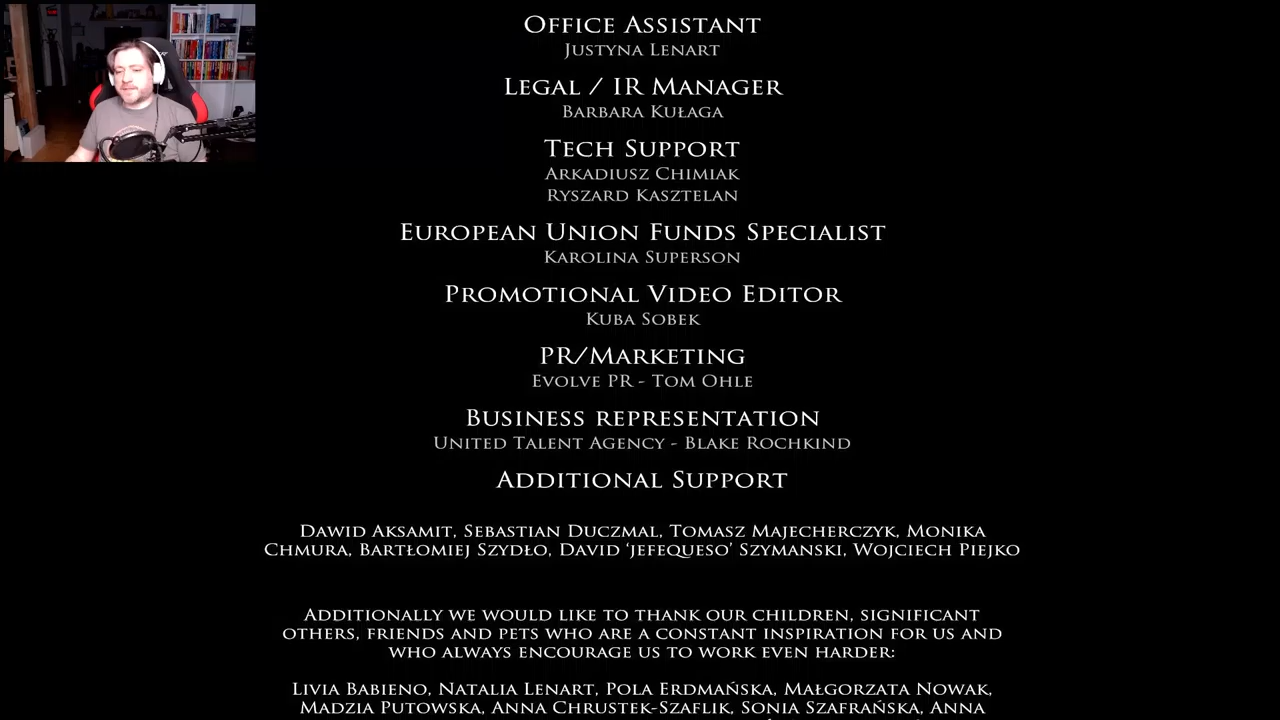 Office Assistant
Justyna Lenart
Legal / IR Manager
Barbara Kułaga
Tech Support
Arkadiusz Chimiak
Ryszard Kasztelan
European Union Funds Specialist
Karolina Superson
Promotional Video Editor
Kuba Sobek
PR/Marketing
Evolve PR - Tom Ohle
Business representation
United Talent Agency - Blake Rochkind
Additional Support
Dawid Aksamit, Sebastian Duczmal, Tomasz Majecherczyk, Monika
Chmura, Bartłomiej Szydło, David ‘jefequeso’ Szymanski, Wojciech Piejko
Additionally we would like to thank our children, significant
others, friends and pets who are a constant inspiration for us and
who always encourage us to work even harder:
Livia Babieno, Natalia Lenart, Pola Erdmańska, Małgorzata Nowak,
Madzia Putowska, Anna Chrustek-Szaflik, Sonia Szafrańska, Anna